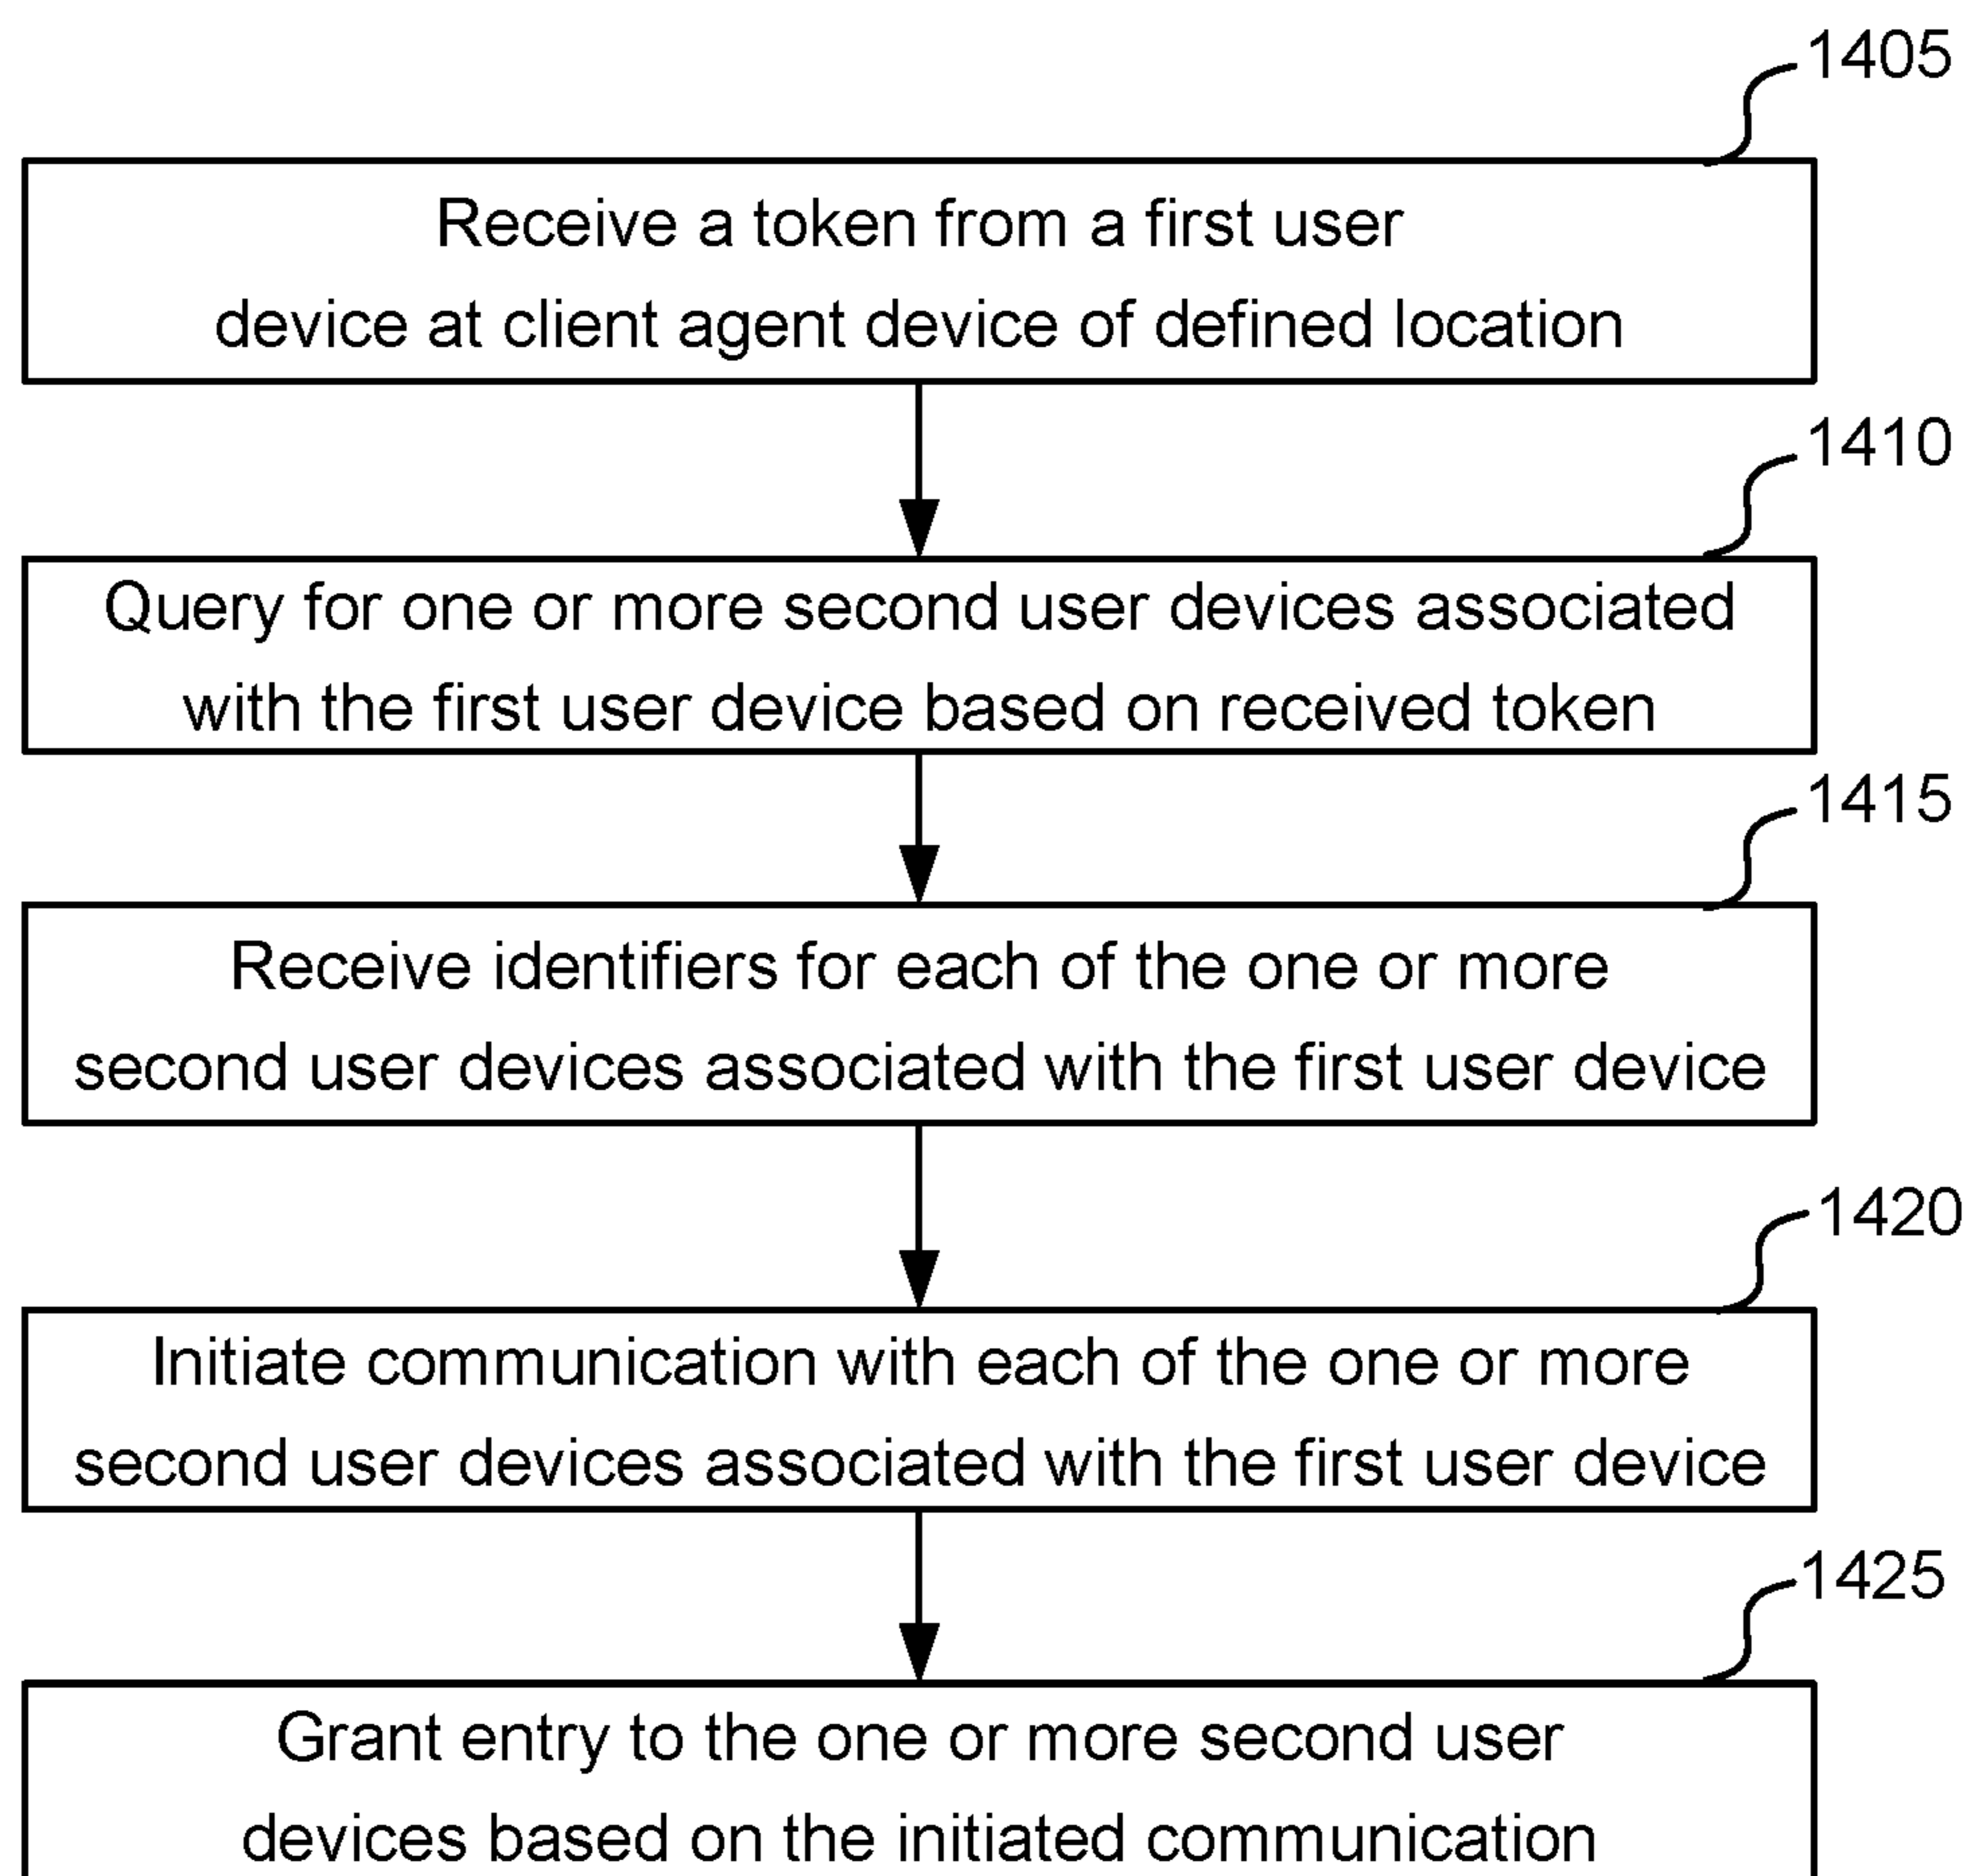 1405
Receive a token from a first user
device at client agent device of defined location
1410
Query for one or more second user devices associated
with the first user device based on received token
1415
Receive identifiers for each of the one or more
second user devices associated with the first user device
1420
Initiate communication with each of the one or more
second user devices associated with the first user device
1425
Grant entry to the one or more second user
devices based on the initiated communication